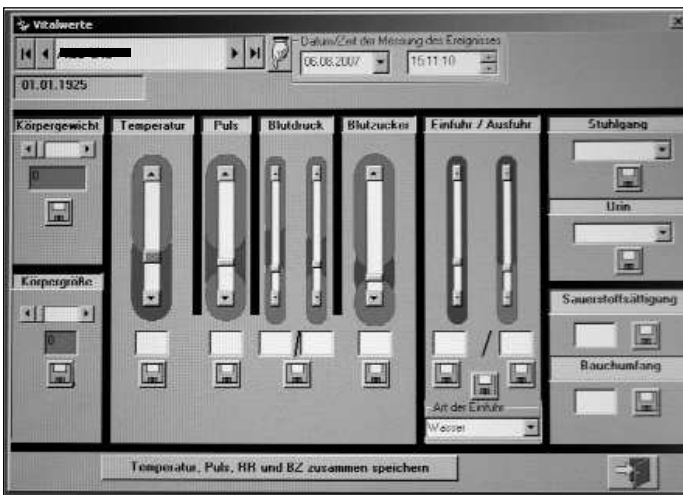 Vitalwerte
Datum/Zeit der Messung des Ereignisses
06.08.2007
15:11:10
01.01.1925
Körpergewicht
Temperatur
Puls
Blutdruck
Blutzucker
Einfuhr / Ausfuhr
Stuhlgang
0
Urin
Körpergröße
0
/
/
Sauerstoffsättigung
Bauchumfang
Art der Einfuhr
Wasser
Temperatur, Puls, RR und BZ zusammen speichern